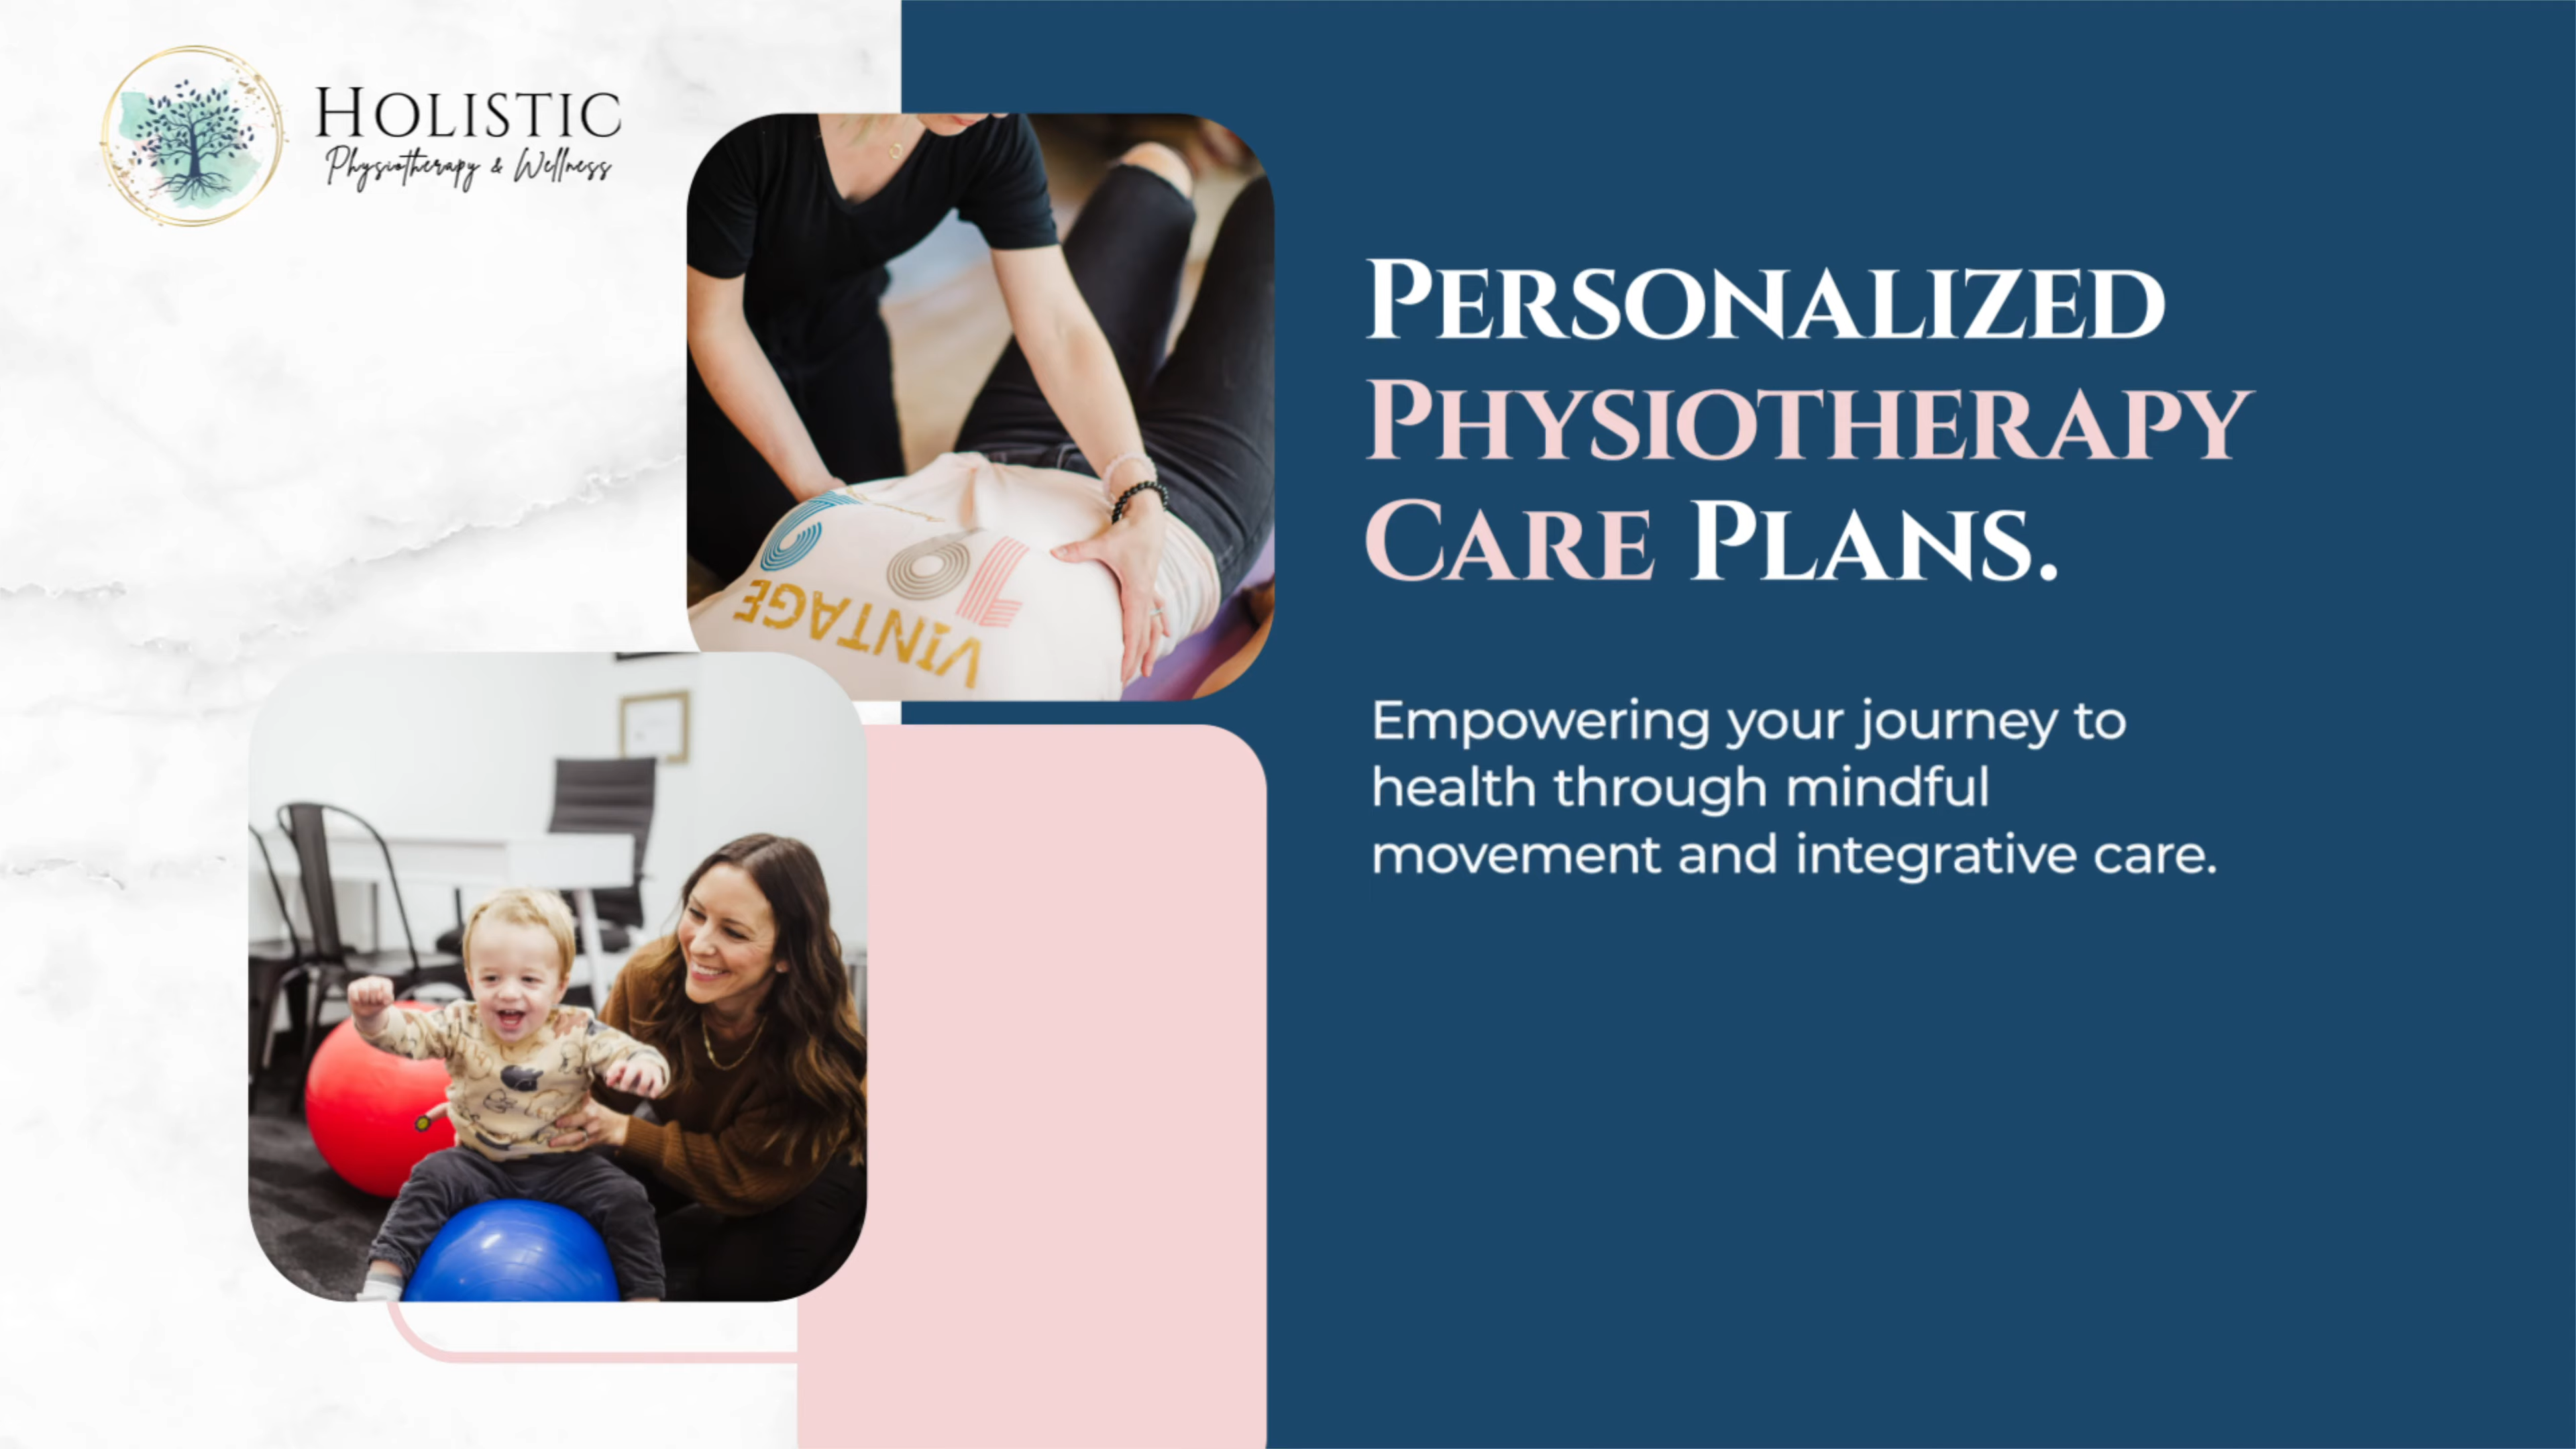 HOLISTIC
Physiotherapy & Wellness
PERSONALIZED
PHYSIOTHERAPY
CARE PLANS.
Empowering your journey to
health through mindful
movement and integrative care.
VINTAGE